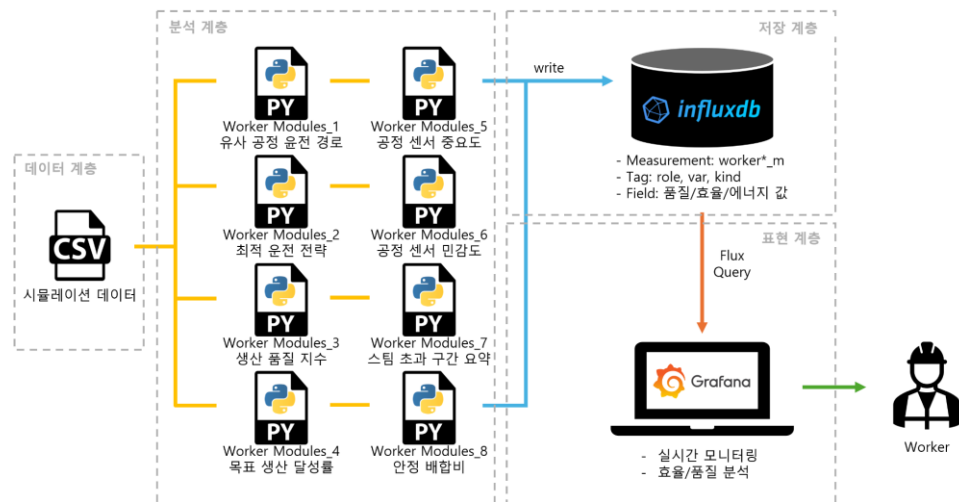 분석 계층
저장 계층
데이터 계층
표현 계층
CSV
시뮬레이션 데이터
PY
Worker Modules_1
유사 공정 윤전 경로
PY
Worker Modules_5
공정 센서 중요도
PY
Worker Modules_2
최적 운전 전략
PY
Worker Modules_6
공정 센서 민감도
PY
Worker Modules_3
생산 품질 지수
PY
Worker Modules_7
스팀 초과 구간 요약
PY
Worker Modules_4
목표 생산 달성률
PY
Worker Modules_8
안정 배합비
write
influxdb
- Measurement: worker*_m
- Tag: role, var, kind
- Field: 품질/효율/에너지 값
Flux
Query
Grafana
- 실시간 모니터링
- 효율/품질 분석
Worker